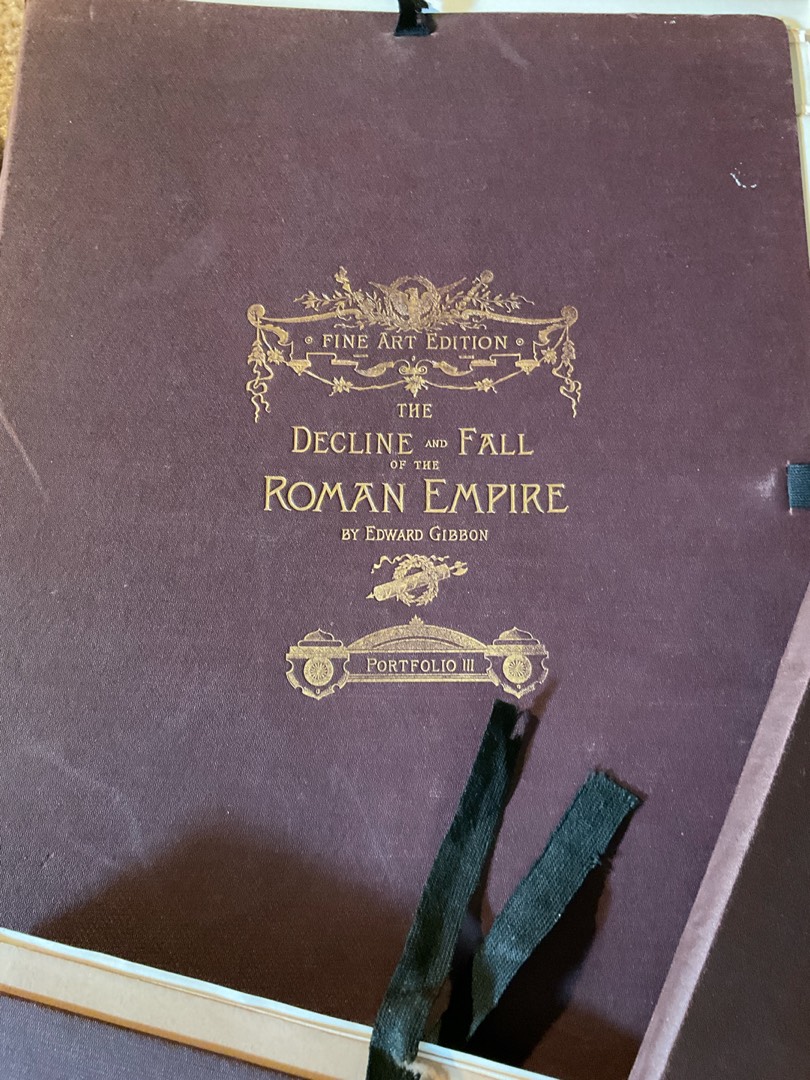 FINE ART EDITION
THE
DECLINE AND FALL
OF THE
ROMAN EMPIRE
BY EDWARD GIBBON
PORTFOLIO III